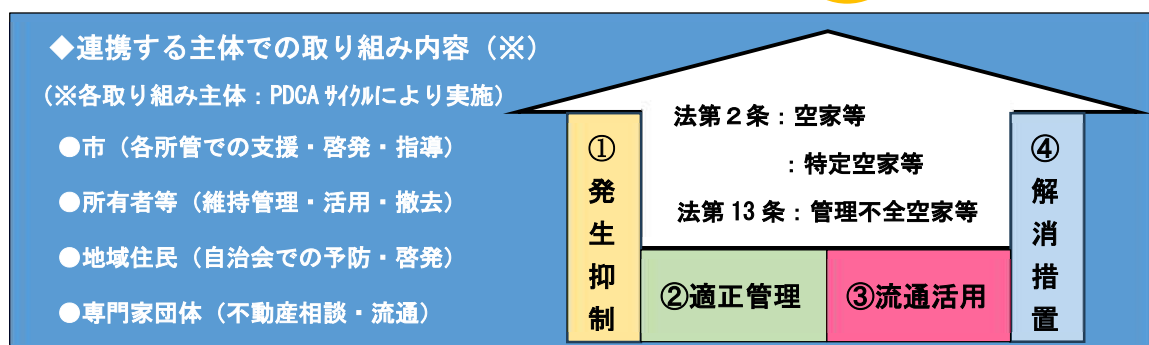 ◆連携する主体での取り組み内容（※）
（※各取り組み主体：PDCAｻｲｸﾙにより実施）
●市（各所管での支援・啓発・指導）
●所有者等（維持管理・活用・撤去）
●地域住民（自治会での予防・啓発）
●専門家団体（不動産相談・流通）
①発生抑制
法第２条：空家等
：特定空家等
法第13条：管理不全空家等
②適正管理
③流通活用
④解消措置